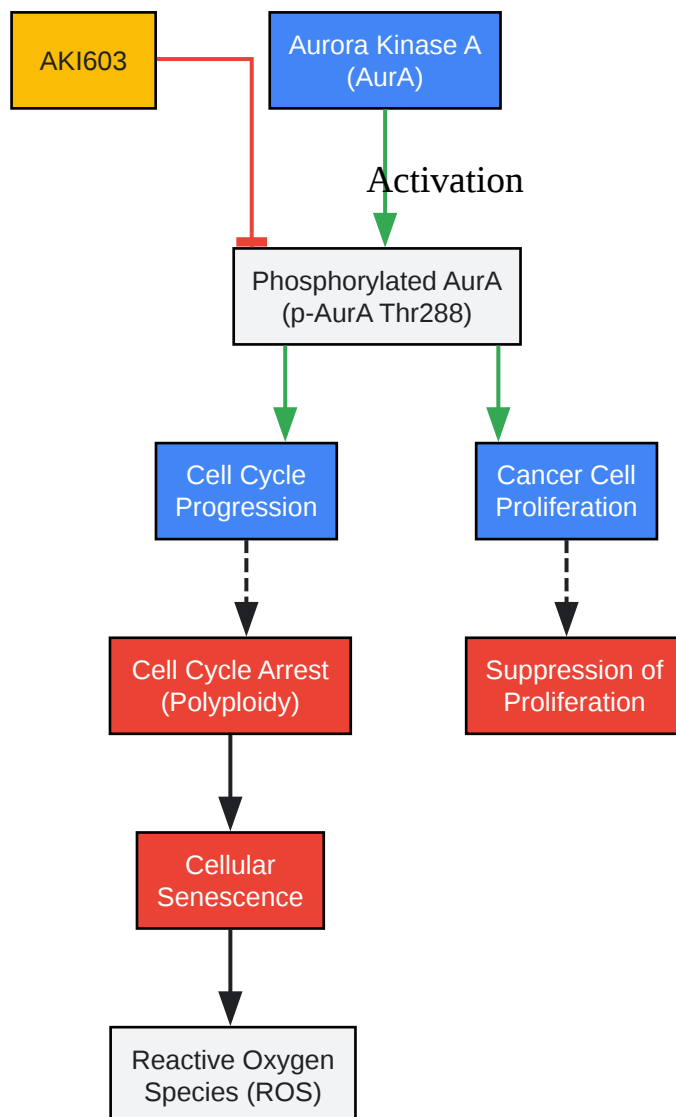 AKI603
Aurora Kinase A
(AurA)
Activation
Phosphorylated AurA
(p-AurA Thr288)
Cell Cycle
Progression
Cancer Cell
Proliferation
Cell Cycle Arrest
(Polyploidy)
Suppression of
Proliferation
Cellular
Senescence
Reactive Oxygen
Species (ROS)